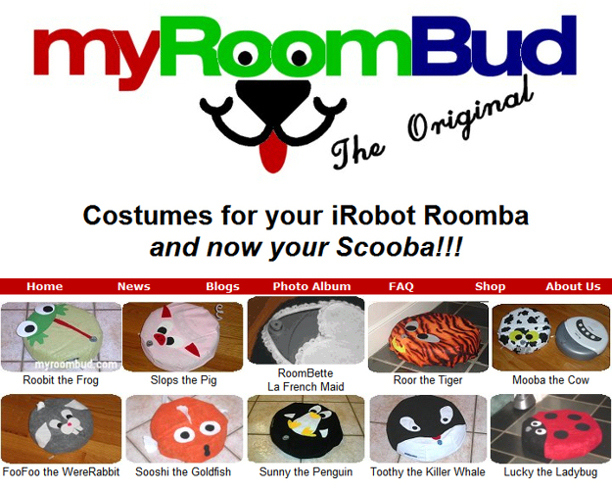 myRoomBud
The Original
Costumes for your iRobot Roomba
and now your Scooba!!!
Home News Blogs Photo Album FAQ Shop About Us
myroombud.com
Roobit the Frog
Slops the Pig
RoomBette
La French Maid
Roor the Tiger
Mooba the Cow
FooFoo the WereRabbit
Sooshi the Goldfish
Sunny the Penguin
Toothy the Killer Whale
Lucky the Ladybug